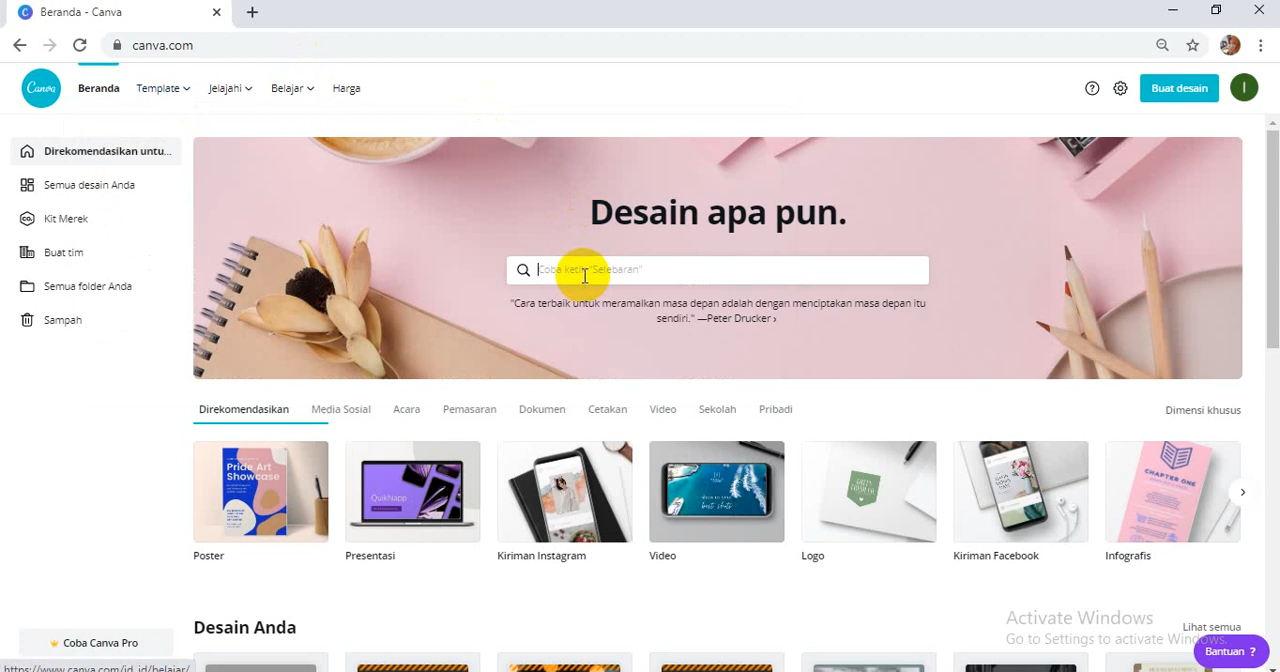 Beranda - Canva
canva.com
Canva Beranda Template Jelajahi Belajar Harga Buat desain I
Direkomendasikan untu...
Semua desain Anda
Kit Merek
Buat tim
Semua folder Anda
Sampah
Desain apa pun.
Coba ketik "Selebaran"
"Cara terbaik untuk meramalkan masa depan adalah dengan menciptakan masa depan itu
sendiri." —Peter Drucker ›
Direkomendasikan Media Sosial Acara Pemasaran Dokumen Cetakan Video Sekolah Pribadi Dimensi khusus
Pride Art
Showcase
QuikNapp
CHAPTER ONE
Poster Presentasi Kiriman Instagram Video Logo Kiriman Facebook Infografis
Desain Anda
Lihat semua
Activate Windows
Go to Settings to activate Windows.
Coba Canva Pro
Bantuan ?
https://www.canva.com/id_id/belajar/